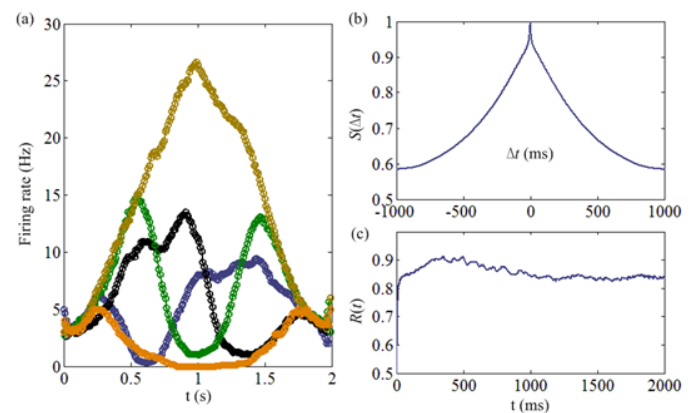 (a)
30
25
20
15
10
5
0
Firing rate (Hz)
0 0.5 1 1.5 2
t (s)
(b)
1
0.9
0.8
0.7
0.6
0.5
S(Δt)
Δt (ms)
-1000 -500 0 500 1000
(c)
0.9
0.8
0.7
0.6
0.5
R(t)
0 500 1000 1500 2000
t (ms)